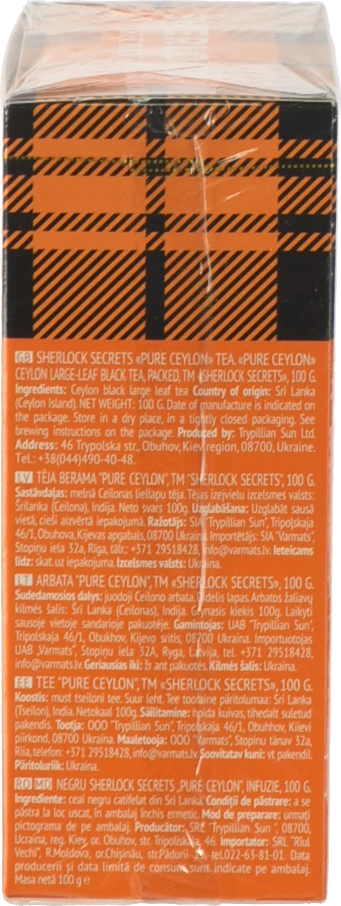 GB SHERLOCK SECRETS «PURE CEYLON» TEA. «PURE CEYLON»
CEYLON LARGE-LEAF BLACK TEA, PACKED, TM «SHERLOCK SECRETS», 100 G.
Ingredients: Ceylon black large leaf tea Country of origin: Sri Lanka
(Ceylon Island). NET WEIGHT: 100 G. Date of manufacture is indicated
on the package. Store in a dry place, in a tightly closed packaging. See
brewing instructions on the package. Produced by: Trypillian Sun Ltd.
Address: 46 Trypolska str., Obuhov, Kiev region, 08700, Ukraine.
Tel.: +38(044)490-40-48.
LV TĒJA BERAMA "PURE CEYLON", TM "SHERLOCK SECRETS", 100 G.
Sastāvdaļas: melnā Ceilonas liellapu tēja. Tējas izejvielu izcelsmes valsts:
Šrilanka (Ceilona), Indija. Neto svars 100g. Uzglabāšana: Uzglabāt sausā
vietā, cieši aizvērtā iepakojumā. Ražotājs: SIA "Trypillian Sun", Tripoļskaja
46/1, Obuhova, Kijevas apgabals, 08700 Ukraina. Importētājs: SIA "Varmats",
Stopiņu iela 32a, Rīga, tālr.: +371 29518428, info@varmats.lv. Ieteicams
līdz: skat. uz iepakojuma. Izcelsmes valsts: Ukraina.
LT ARBATA "PURE CEYLON", TM «SHERLOCK SECRETS», 100 G.
Sudedamosios dalys: juodoji Ceilono arbata. Didelis lapas. Arbatos žaliavų
kilmės šalis: Šri Lanka (Ceilonas), Indija. Grynasis kiekis 100g. Laikyti
sausoje vietoje sandarioje pakuotėje. Gamintojas: UAB "Trypillian Sun",
Tripolskaja 46/1, Obukhov, Kijevo sritis, 08700 Ukraina. Importuotojas
UAB „Varmats", Stopinu iela 32A, Ryga, Latvija, tel. +371 29518428,
info@varmats.lv Geriausias iki: žr ant pakuotės. Kilmės šalis: Ukraina.
EE TEE "PURE CEYLON", TM «SHERLOCK SECRETS», 100 G.
Koostis: must tseiloni tee. Suur leht. Tee tooraine päritolumaa: Sri Lanka
(Tseilon), India. Netokaal 100g. Säilitamine: hoida kuivas, tihedalt suletud
pakendis. Tootja: OOO "Trypillian Sun", Tripolskaja 46/1, Obukhov, Kiievi
piirkond, 08700 Ukraina. Maaletooja: OOO "Varmats", Stopinu tänav 32a,
Riia, telefon: +371 29518428, info@varmats.lv. Soovitatav kuni: vt pakendil.
Päritoluriik: Ukraina.
RO MD NEGRU SHERLOCK SECRETS „PURE CEYLON", INFUZIE, 100 G.
Ingrediente: ceai negru catifelat din Sri Lanka. Condiții de păstrare: a se
păstra la loc uscat, în ambalaj închis ermetic. Mod de preparare: urmați
pictograma de pe ambalaj. Producător: SRL "Trypillian Sun ", 08700,
Ucraina, reg. Kiev, or. Obuhov, str. Tripolski, 46. Importator: SRL "Rîul
Vechi", R.Moldova, or.Chișinău, str.Pădurii tel.022-63-81-01. Data
producerii și data limită de consum sunt indicate pe ambalaj.
Masa netă 100 g ℮